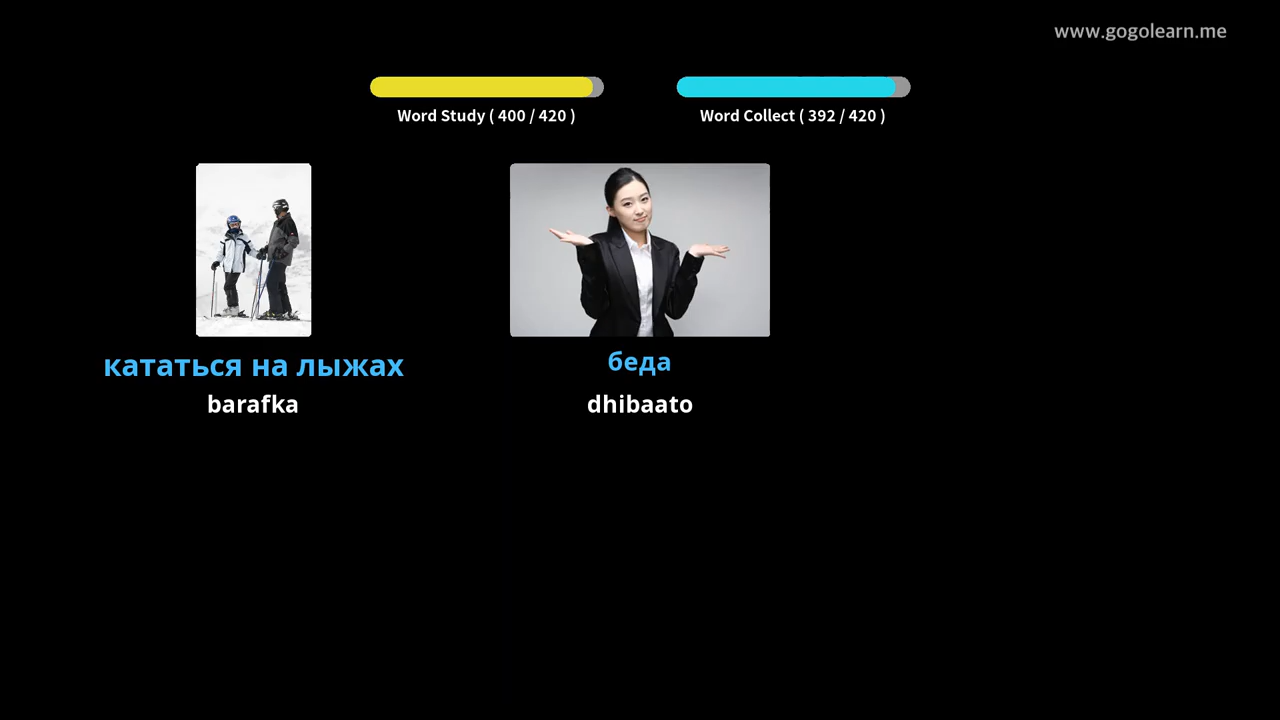 www.gogolearn.me
Word Study ( 400 / 420 )
Word Collect ( 392 / 420 )
кататься на лыжах
barafka
беда
dhibaato